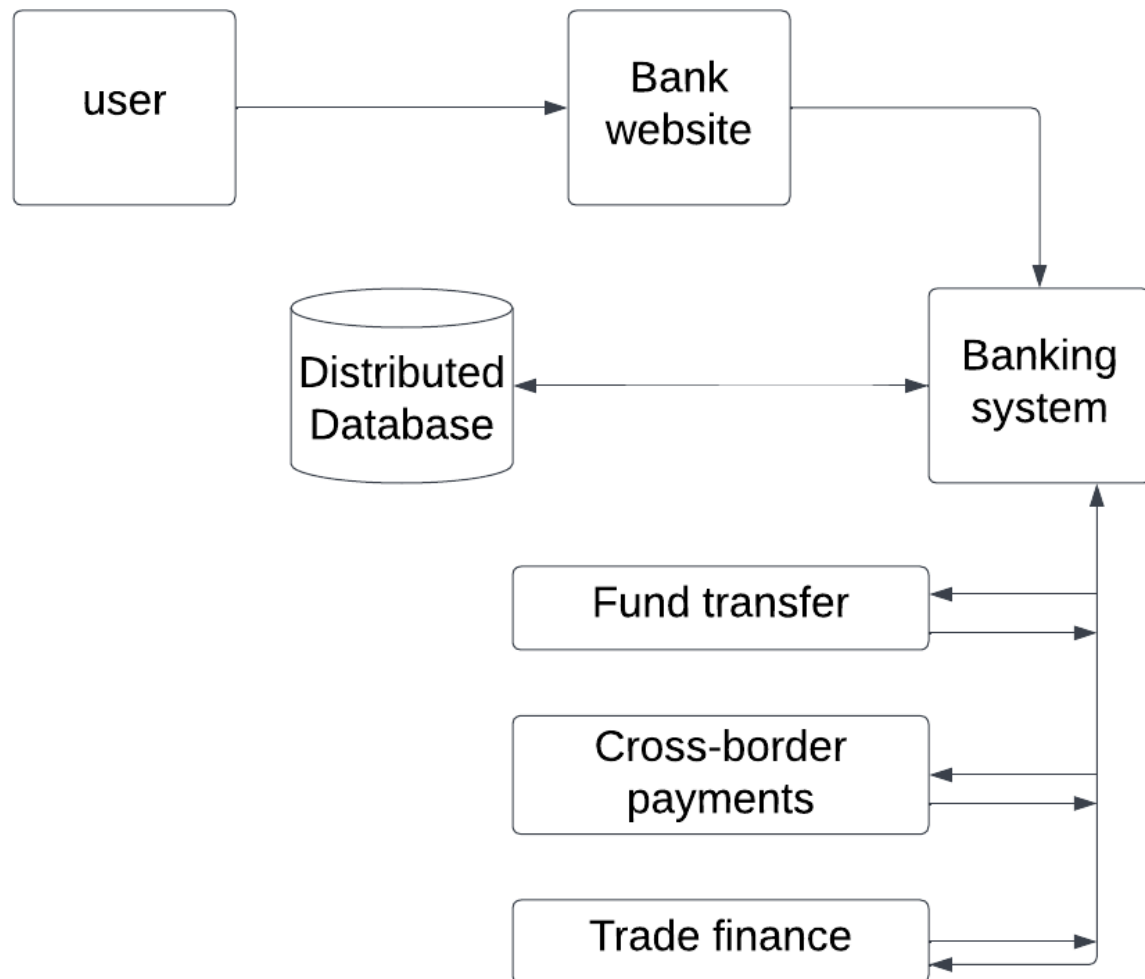 user
Bank
website
Distributed
Database
Banking
system
Fund transfer
Cross-border
payments
Trade finance